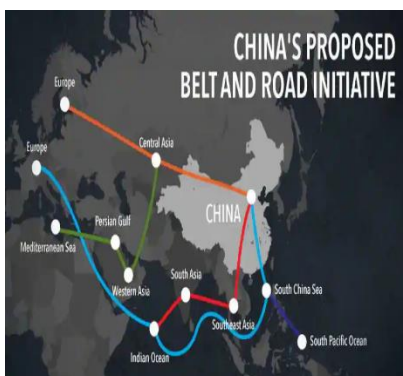 CHINA'S PROPOSED
BELT AND ROAD INITIATIVE
Europe
Europe
Central Asia
CHINA
Persian Gulf
Mediterranean Sea
Western Asia
South Asia
South China Sea
Southeast Asia
South Pacific Ocean
Indian Ocean